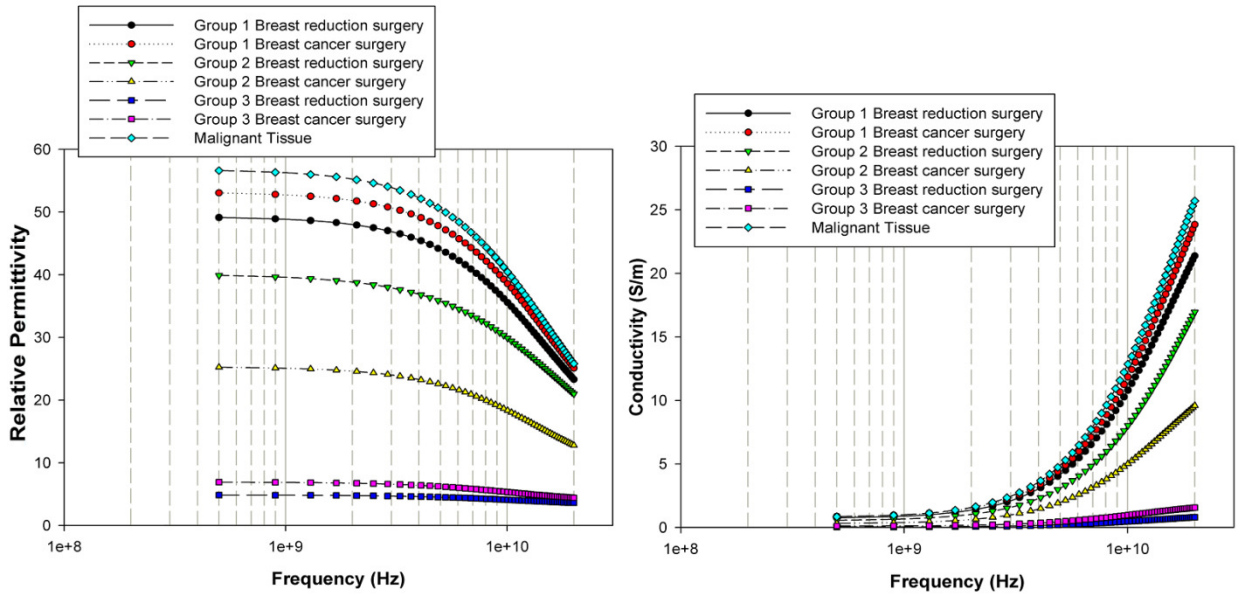 Group 1 Breast reduction surgery
Group 1 Breast cancer surgery
Group 2 Breast reduction surgery
Group 2 Breast cancer surgery
Group 3 Breast reduction surgery
Group 3 Breast cancer surgery
Malignant Tissue
Relative Permittivity
60
50
40
30
20
10
0
1e+8
1e+9
1e+10
Frequency (Hz)
Group 1 Breast reduction surgery
Group 1 Breast cancer surgery
Group 2 Breast reduction surgery
Group 2 Breast cancer surgery
Group 3 Breast reduction surgery
Group 3 Breast cancer surgery
Malignant Tissue
Conductivity (S/m)
30
25
20
15
10
5
0
1e+8
1e+9
1e+10
Frequency (Hz)